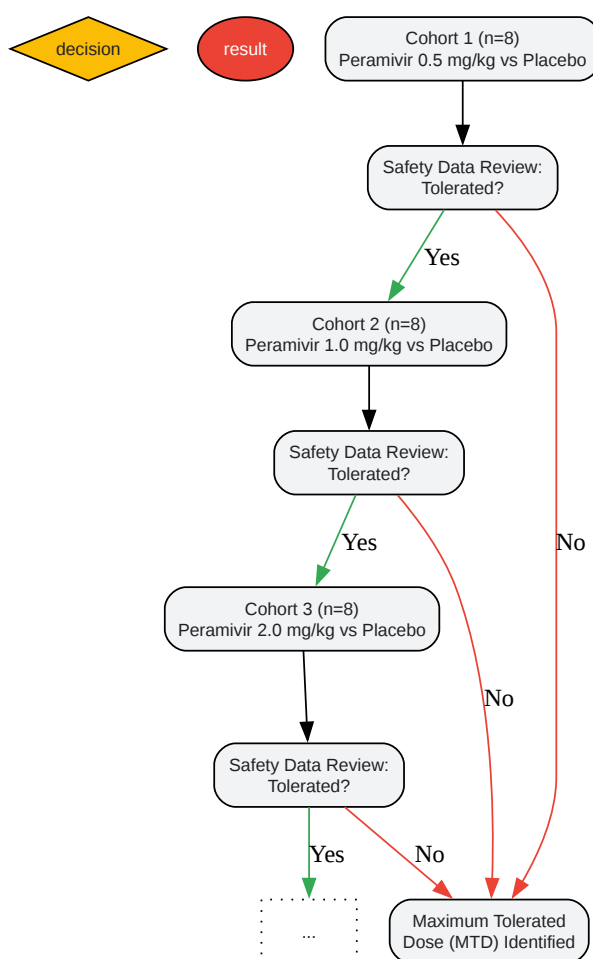 decision
result
Cohort 1 (n=8)
Peramivir 0.5 mg/kg vs Placebo
Safety Data Review:
Tolerated?
Yes
Cohort 2 (n=8)
Peramivir 1.0 mg/kg vs Placebo
Safety Data Review:
Tolerated?
Yes
No
Cohort 3 (n=8)
Peramivir 2.0 mg/kg vs Placebo
No
Safety Data Review:
Tolerated?
Yes
No
...
Maximum Tolerated
Dose (MTD) Identified